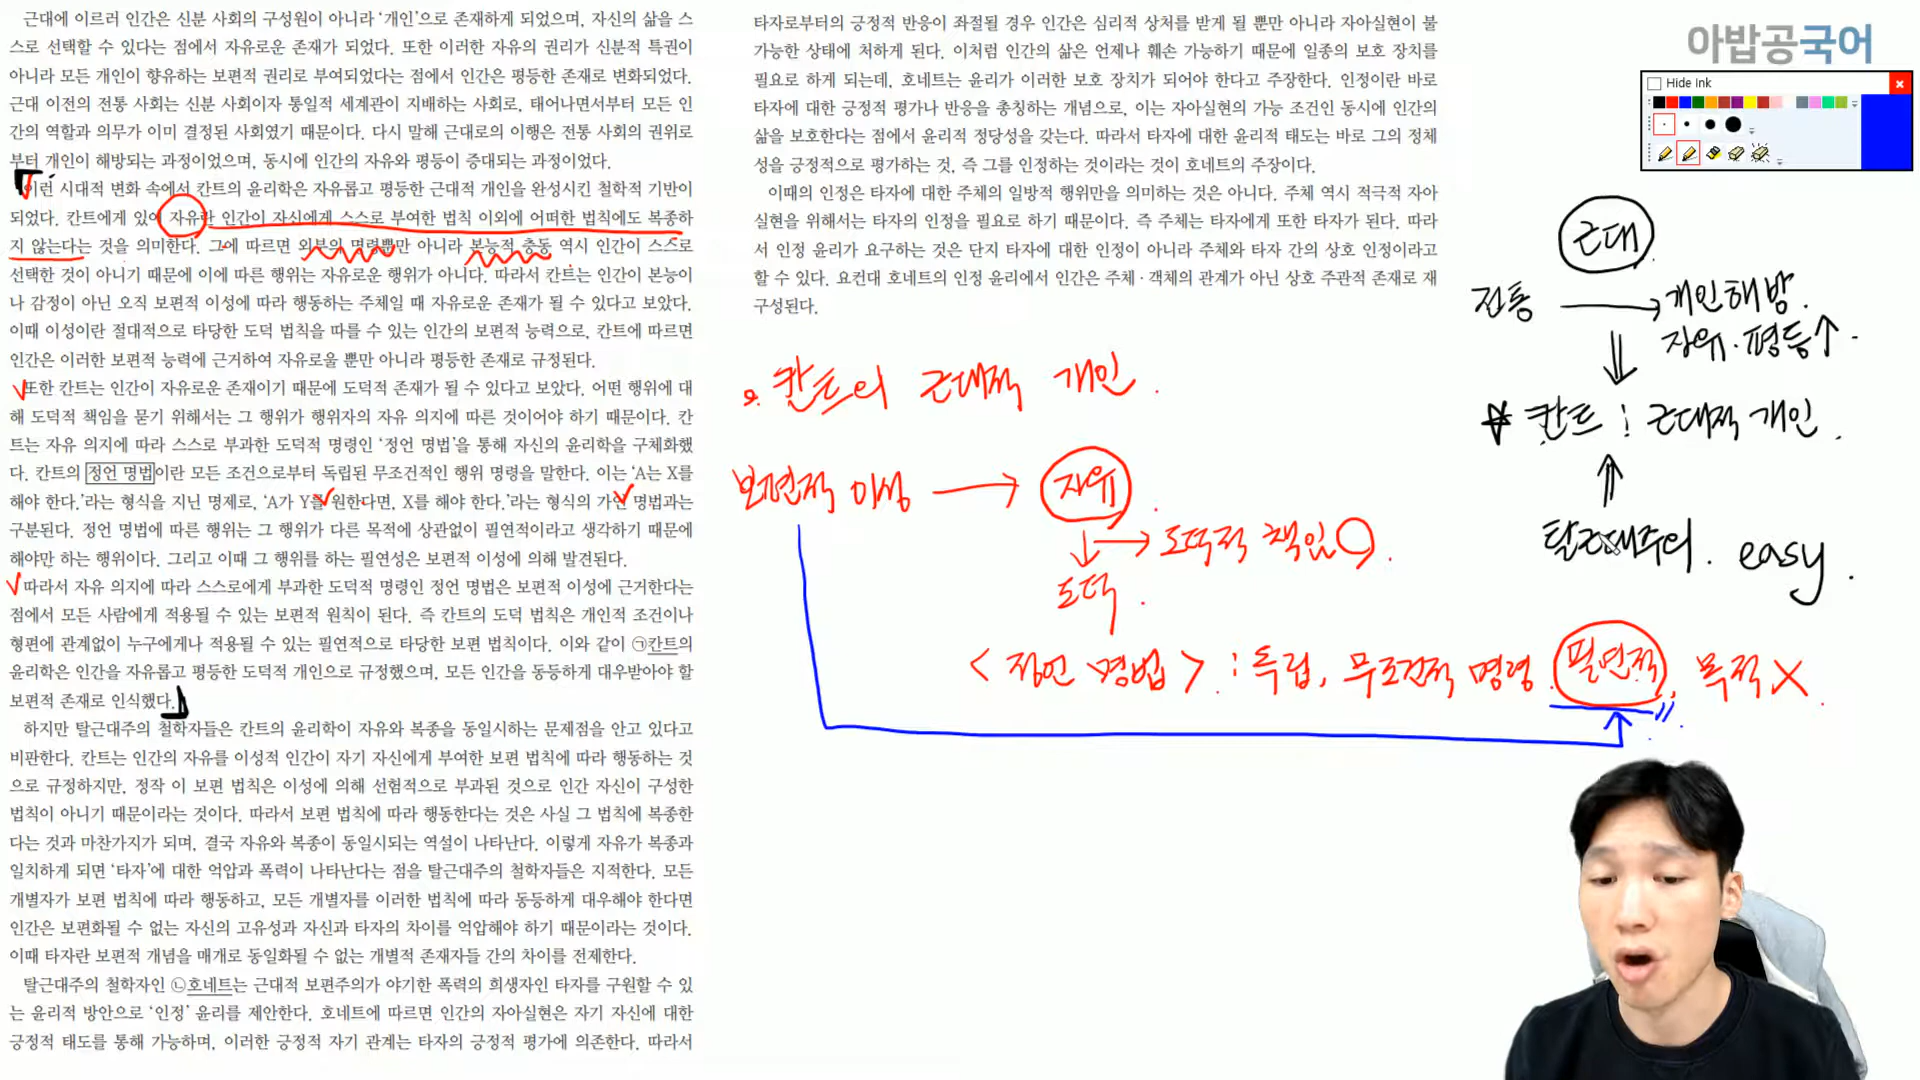 근대에 이르러 인간은 신분 사회의 구성원이 아니라 ‘개인’으로 존재하게 되었으며, 자신의 삶을 스
스로 선택할 수 있다는 점에서 자유로운 존재가 되었다. 또한 이러한 자유의 권리가 신분적 특권이
아니라 모든 개인이 향유하는 보편적 권리로 부여되었다는 점에서 인간은 평등한 존재로 변화되었다.
근대 이전의 전통 사회는 신분 사회이자 통일적 세계관이 지배하는 사회로, 태어나면서부터 모든 인
간의 역할과 의무가 이미 결정된 사회였기 때문이다. 다시 말해 근대로의 이행은 전통 사회의 권위로
부터 개인이 해방되는 과정이었으며, 동시에 인간의 자유와 평등이 증대되는 과정이었다.
이런 시대적 변화 속에서 칸트의 윤리학은 자유롭고 평등한 근대적 개인을 완성시킨 철학적 기반이
되었다. 칸트에게 있어 자유란 인간이 자신에게 스스로 부여한 법칙 이외에 어떠한 법칙에도 복종하
지 않는다는 것을 의미한다. 그에 따르면 외부의 명령뿐만 아니라 본능적 충동 역시 인간이 스스로
선택한 것이 아니기 때문에 이에 따른 행위는 자유로운 행위가 아니다. 따라서 칸트는 인간이 본능이
나 감정이 아닌 오직 보편적 이성에 따라 행동하는 주체일 때 자유로운 존재가 될 수 있다고 보았다.
이때 이성이란 절대적으로 타당한 도덕 법칙을 따를 수 있는 인간의 보편적 능력으로, 칸트에 따르면
인간은 이러한 보편적 능력에 근거하여 자유로울 뿐만 아니라 평등한 존재로 규정된다.
또한 칸트는 인간이 자유로운 존재이기 때문에 도덕적 존재가 될 수 있다고 보았다. 어떤 행위에 대
해 도덕적 책임을 묻기 위해서는 그 행위가 행위자의 자유 의지에 따른 것이어야 하기 때문이다. 칸
트는 자유 의지에 따라 스스로 부과한 도덕적 명령인 ‘정언 명법’을 통해 자신의 윤리학을 구체화했
다. 칸트의 정언 명법이란 모든 조건으로부터 독립된 무조건적인 행위 명령을 말한다. 이는 ‘A는 X를
해야 한다.’라는 형식을 지닌 명제로, ‘A가 Y를 원한다면, X를 해야 한다.’라는 형식의 가언 명법과는
구분된다. 정언 명법에 따른 행위는 그 행위가 다른 목적에 상관없이 필연적이라고 생각하기 때문에
해야만 하는 행위이다. 그리고 이때 그 행위를 하는 필연성은 보편적 이성에 의해 발견된다.
따라서 자유 의지에 따라 스스로에게 부과한 도덕적 명령인 정언 명법은 보편적 이성에 근거한다는
점에서 모든 사람에게 적용될 수 있는 보편적 원칙이 된다. 즉 칸트의 도덕 법칙은 개인적 조건이나
형편에 관계없이 누구에게나 적용될 수 있는 필연적으로 타당한 보편 법칙이다. 이와 같이 ㉠칸트의
윤리학은 인간을 자유롭고 평등한 도덕적 개인으로 규정했으며, 모든 인간을 동등하게 대우받아야 할
보편적 존재로 인식했다.
하지만 탈근대주의 철학자들은 칸트의 윤리학이 자유와 복종을 동일시하는 문제점을 안고 있다고
비판한다. 칸트는 인간의 자유를 이성적 인간이 자기 자신에게 부여한 보편 법칙에 따라 행동하는 것
으로 규정하지만, 정작 이 보편 법칙은 이성에 의해 선험적으로 부과된 것으로 인간 자신이 구성한
법칙이 아니기 때문이라는 것이다. 따라서 보편 법칙에 따라 행동한다는 것은 사실 그 법칙에 복종한
다는 것과 마찬가지가 되며, 결국 자유와 복종이 동일시되는 역설이 나타난다. 이렇게 자유가 복종과
일치하게 되면 ‘타자’에 대한 억압과 폭력이 나타난다는 점을 탈근대주의 철학자들은 지적한다. 모든
개별자가 보편 법칙에 따라 행동하고, 모든 개별자를 이러한 법칙에 따라 동등하게 대우해야 한다면
인간은 보편화될 수 없는 자신의 고유성과 자신과 타자의 차이를 억압해야 하기 때문이라는 것이다.
이때 타자란 보편적 개념을 매개로 동일화될 수 없는 개별적 존재자들 간의 차이를 전제한다.
탈근대주의 철학자인 ㉡호네트는 근대적 보편주의가 야기한 폭력의 희생자인 타자를 구원할 수 있
는 윤리적 방안으로 ‘인정’ 윤리를 제안한다. 호네트에 따르면 인간의 자아실현은 자기 자신에 대한
긍정적 태도를 통해 가능하며, 이러한 긍정적 자기 관계는 타자의 긍정적 평가에 의존한다. 따라서
타자로부터의 긍정적 반응이 좌절될 경우 인간은 심리적 상처를 받게 될 뿐만 아니라 자아실현이 불
가능한 상태에 처하게 된다. 이처럼 인간의 삶은 언제나 훼손 가능하기 때문에 일종의 보호 장치를
필요로 하게 되는데, 호네트는 윤리가 이러한 보호 장치가 되어야 한다고 주장한다. 인정이란 바로
타자에 대한 긍정적 평가나 반응을 총칭하는 개념으로, 이는 자아실현의 가능 조건인 동시에 인간의
삶을 보호한다는 점에서 윤리적 정당성을 갖는다. 따라서 타자에 대한 윤리적 태도는 바로 그의 정체
성을 긍정적으로 평가하는 것, 즉 그를 인정하는 것이라는 것이 호네트의 주장이다.
이때의 인정은 타자에 대한 주체의 일방적 행위만을 의미하는 것은 아니다. 주체 역시 적극적 자아
실현을 위해서는 타자의 인정을 필요로 하기 때문이다. 즉 주체는 타자에게 또한 타자가 된다. 따라
서 인정 윤리가 요구하는 것은 단지 타자에 대한 인정이 아니라 주체와 타자 간의 상호 인정이라고
할 수 있다. 요컨대 호네트의 인정 윤리에서 인간은 주체·객체의 관계가 아닌 상호 주관적 존재로 재
구성된다.
칸트의 근대적 개인.
보편적 이성 → 자유.
→ 도덕적 책임○.
↓
도덕.
<정언 명법> : 독립, 무조건적 명령. 필연적, 목적 X.
아밥공국어
Hide Ink
근대
전통 → 개인해방.
자유·평등↑.
칸트 : 근대적 개인.
탈근대주의. easy.